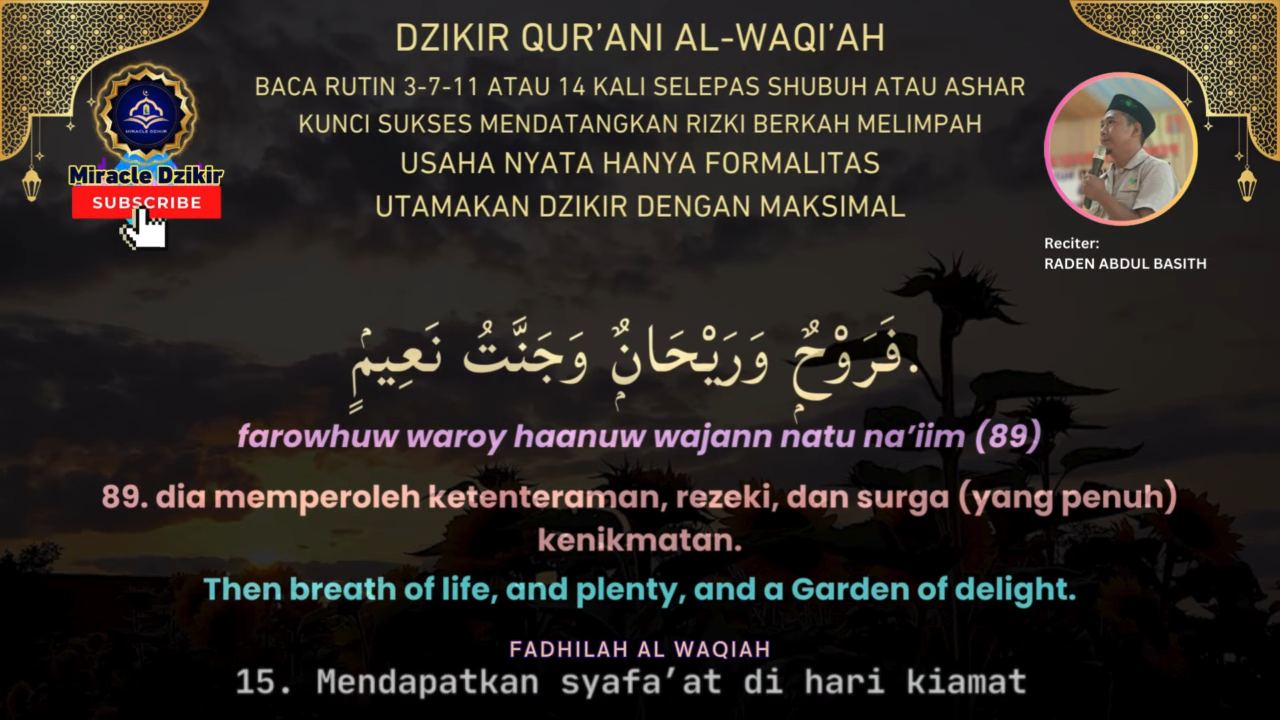 DZIKIR QUR'ANI AL-WAQI'AH
BACA RUTIN 3-7-11 ATAU 14 KALI SELEPAS SHUBUH ATAU ASHAR
KUNCI SUKSES MENDATANGKAN RIZKI BERKAH MELIMPAH
USAHA NYATA HANYA FORMALITAS
UTAMAKAN DZIKIR DENGAN MAKSIMAL
MIRACLE DZIKIR
Miracle Dzikir
SUBSCRIBE
Reciter:
RADEN ABDUL BASITH
فَرَوْحٌۭ وَرَيْحَانٌۭ وَجَنَّتُ نَعِيمٍۢ.
farowhuw waroy haanuw wajann natu na'iim (89)
89. dia memperoleh ketenteraman, rezeki, dan surga (yang penuh)
kenikmatan.
Then breath of life, and plenty, and a Garden of delight.
FADHILAH AL WAQIAH
15. Mendapatkan syafa'at di hari kiamat